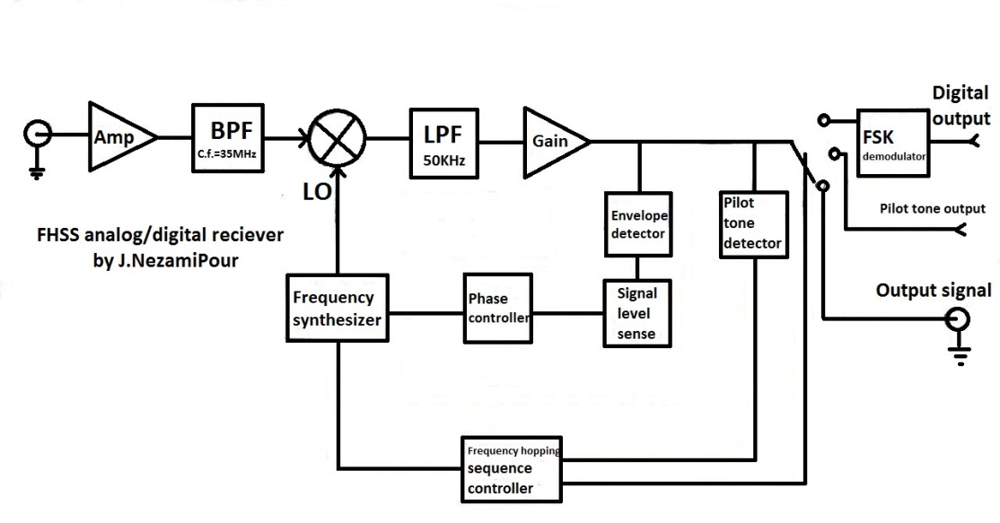 Amp
BPF
C.f.=35MHz
LO
LPF
50KHz
Gain
Envelope
detector
Pilot
tone
detector
FSK
demodulator
Digital
output
Pilot tone output
Output signal
FHSS analog/digital reciever
by J.NezamiPour
Frequency
synthesizer
Phase
controller
Signal
level
sense
Frequency hopping
sequence
controller